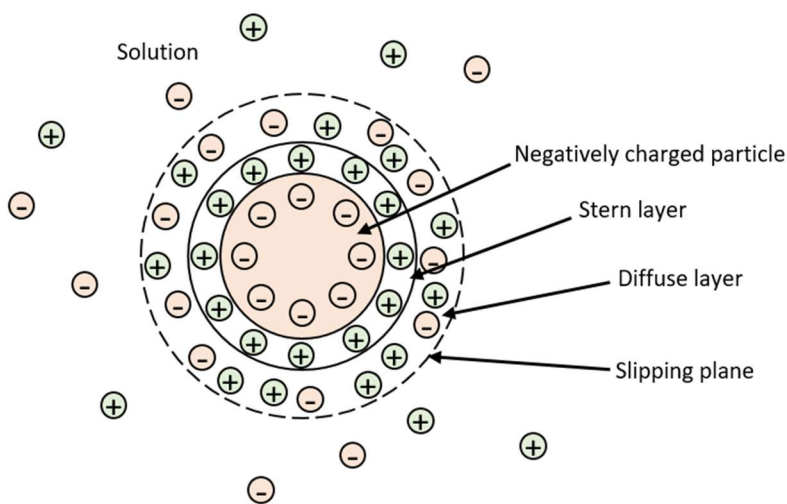 Solution
Negatively charged particle
Stern layer
Diffuse layer
Slipping plane